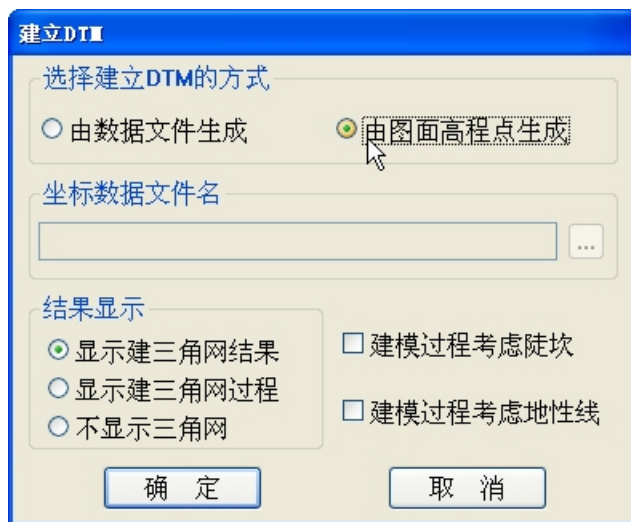 建立DTM
选择建立DTM的方式
由数据文件生成 由图面高程点生成
坐标数据文件名
...
结果显示
显示建三角网结果
显示建三角网过程
不显示三角网
建模过程考虑陡坎
建模过程考虑地性线
确 定 取 消